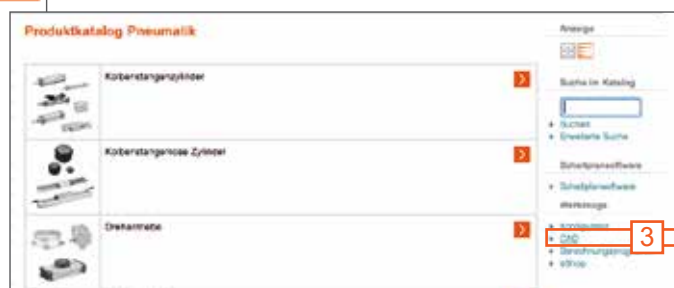 Produktkatalog Pneumatik
Kolbenstangenzylinder
Kolbenstangenlose Zylinder
Drehantriebe
Anzeige
Suche im Katalog
Suchen
Erweiterte Suche
Schaltplansoftware
Schaltplansoftware
Werkzeuge
CAD
eShop
3